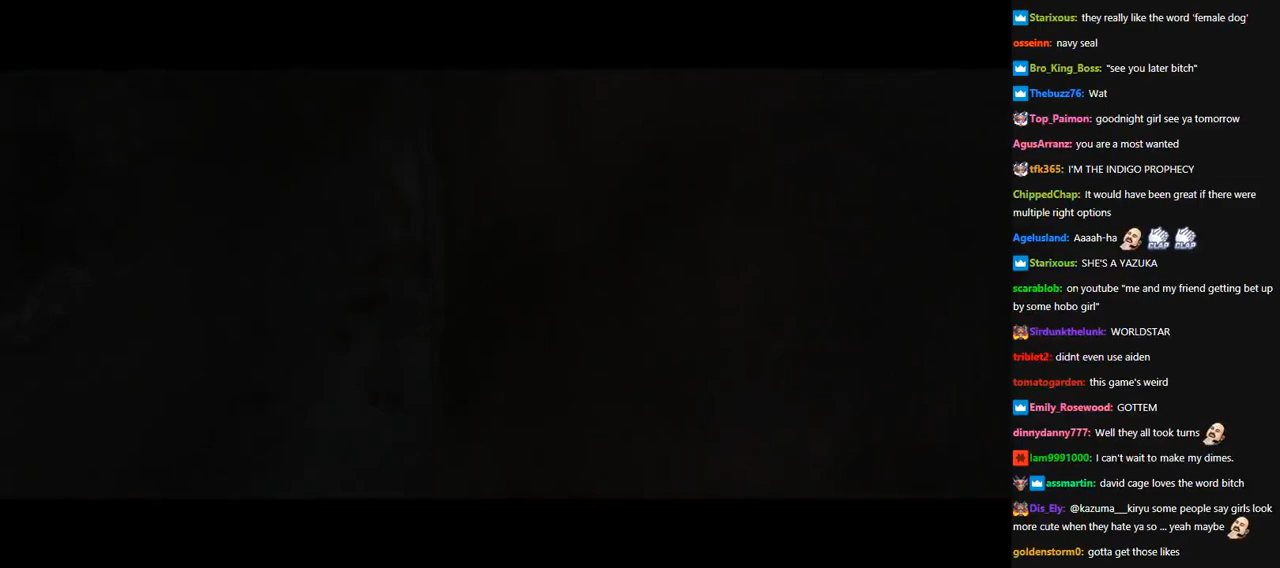 Starixous: they really like the word 'female dog'
osseinn: navy seal
Bro_King_Boss: "see you later bitch"
Thebuzz76: Wat
Top_Paimon: goodnight girl see ya tomorrow
AgusArranz: you are a most wanted
tfk365: I'M THE INDIGO PROPHECY
ChippedChap: It would have been great if there were
multiple right options
Agelusland: Aaaah-ha CLAP CLAP
Starixous: SHE'S A YAZUKA
scarablob: on youtube "me and my friend getting bet up
by some hobo girl"
Sirdunkthelunk: WORLDSTAR
triblet2: didnt even use aiden
tomatogarden: this game's weird
Emily_Rosewood: GOTTEM
dinnydanny777: Well they all took turns
lam9991000: I can't wait to make my dimes.
assmartin: david cage loves the word bitch
Dis_Ely: @kazuma__kiryu some people say girls look
more cute when they hate ya so ... yeah maybe
goldenstorm0: gotta get those likes